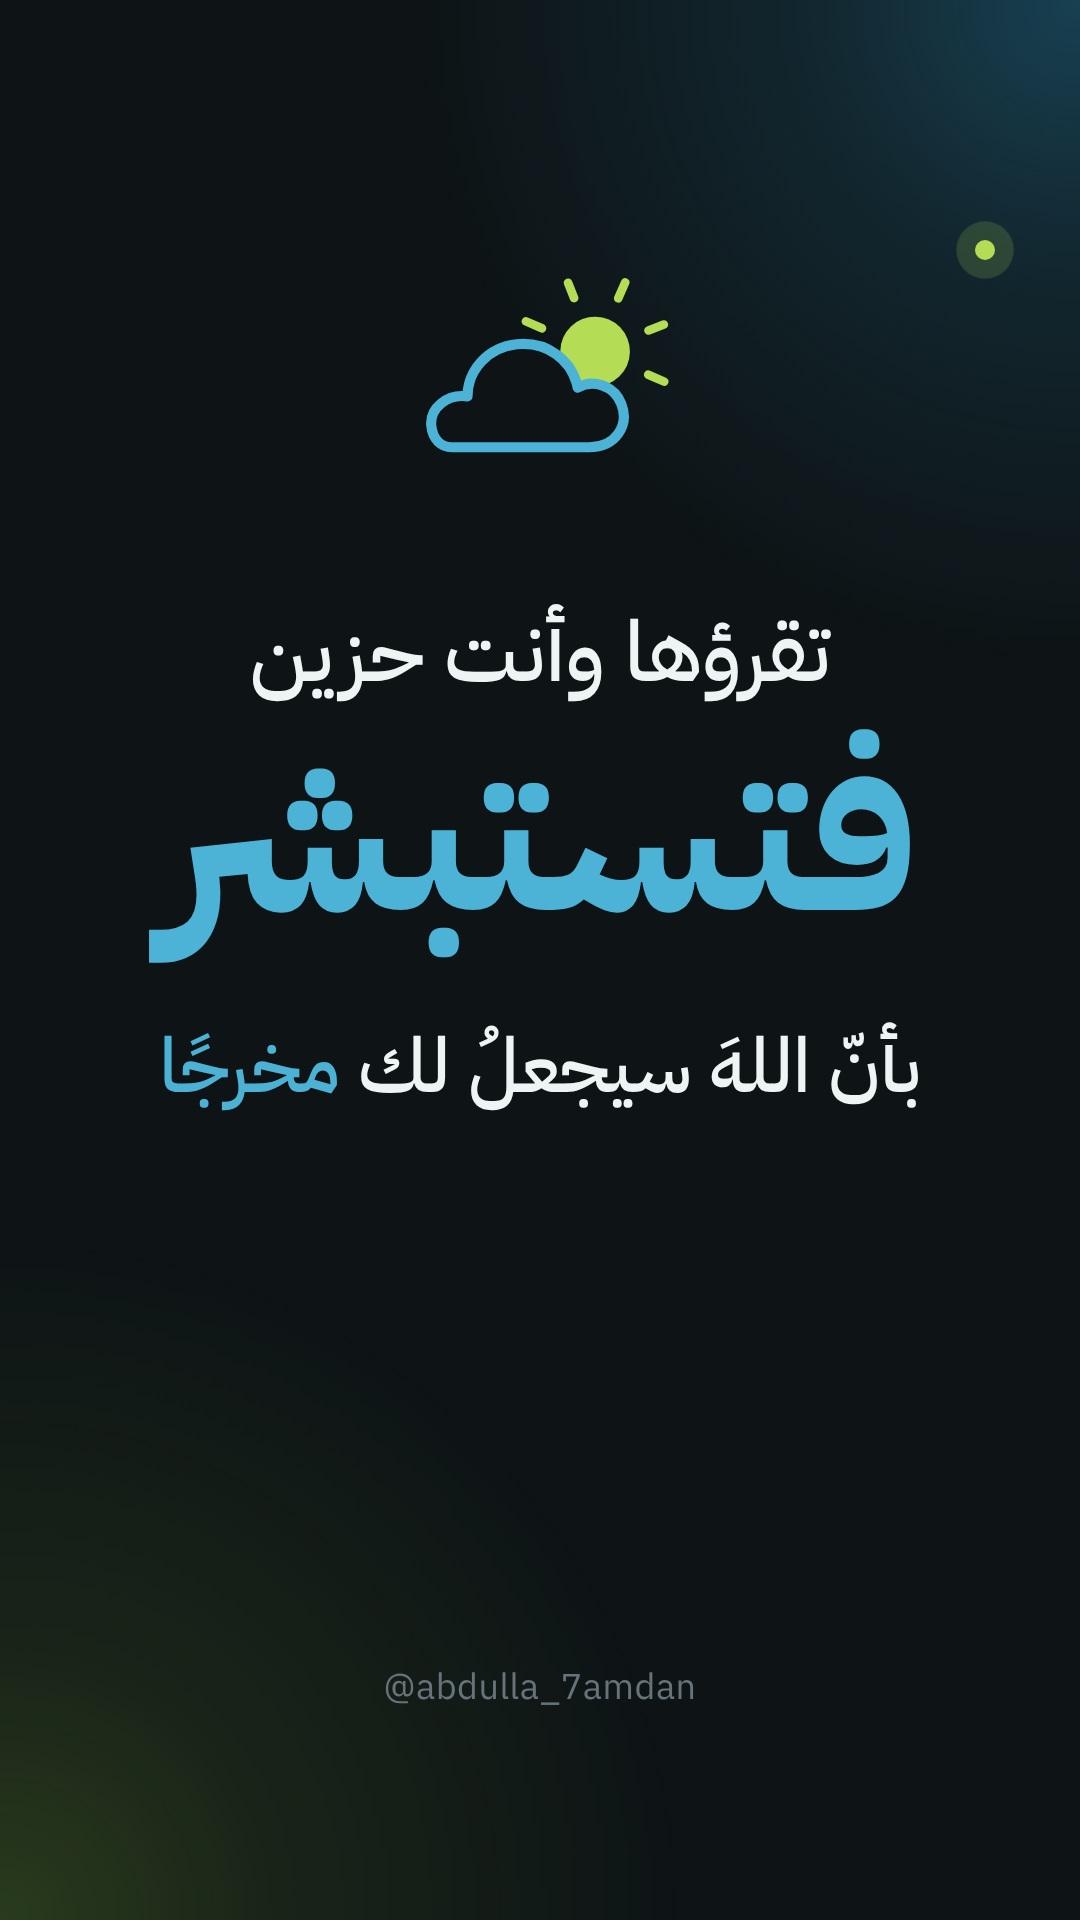 تقرؤها وأنت حزين
فتستبشر
بأنّ اللهَ سيجعلُ لك مخرجًا
@abdulla_7amdan